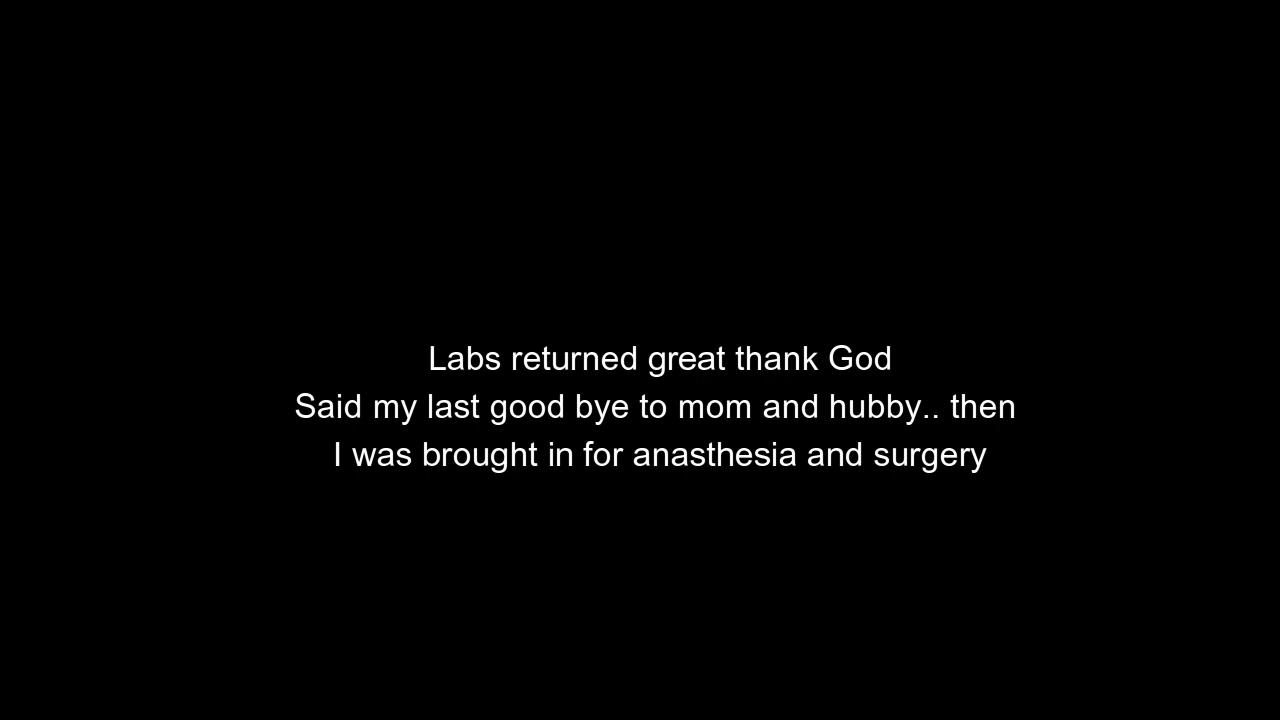 Labs returned great thank God
Said my last good bye to mom and hubby.. then
I was brought in for anasthesia and surgery